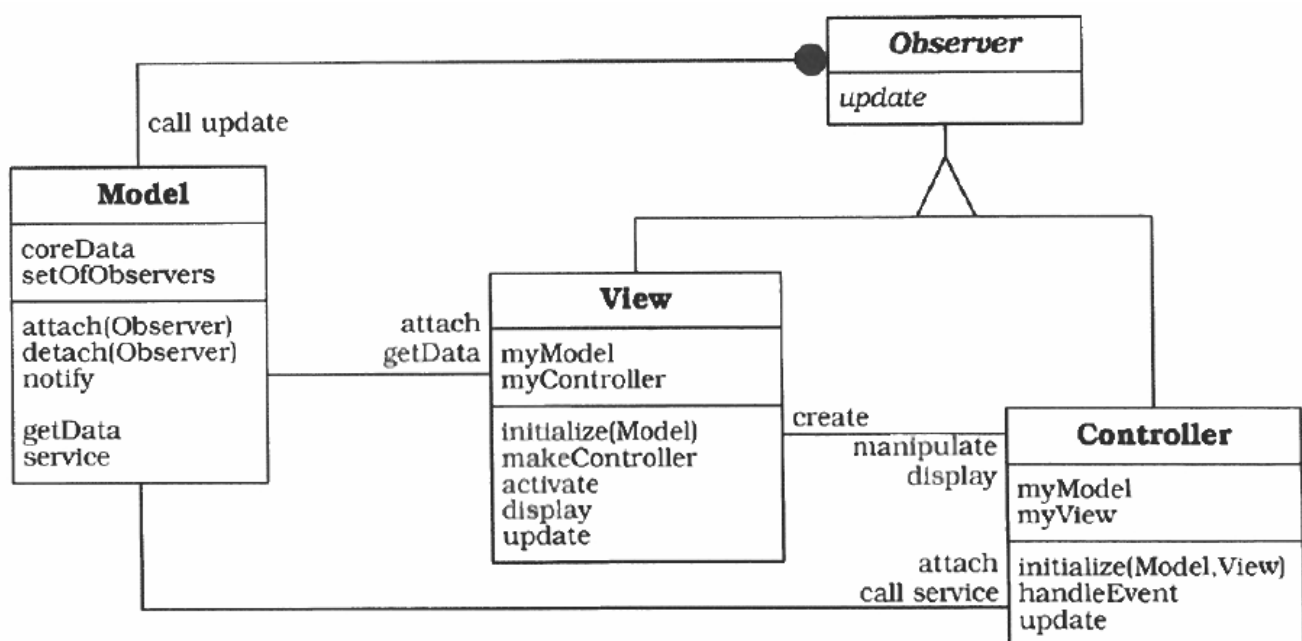 Observer
update
call update
Model
coreData
setOfObservers
attach(Observer)
detach(Observer)
notify
getData
service
attach
getData
View
myModel
myController
initialize(Model)
makeController
activate
display
update
create
manipulate
display
Controller
myModel
myView
attach
call service
initialize(Model,View)
handleEvent
update